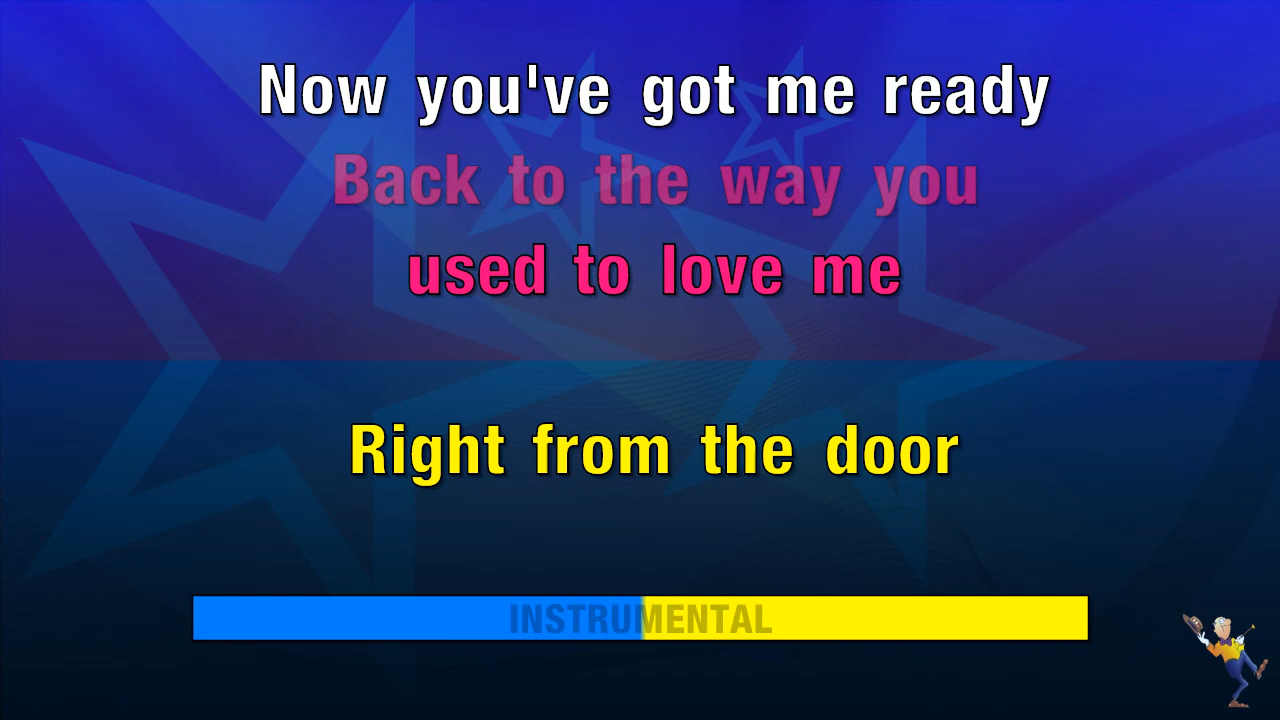 Now you've got me ready
Back to the way you
used to love me
Right from the door
INSTRUMENTAL